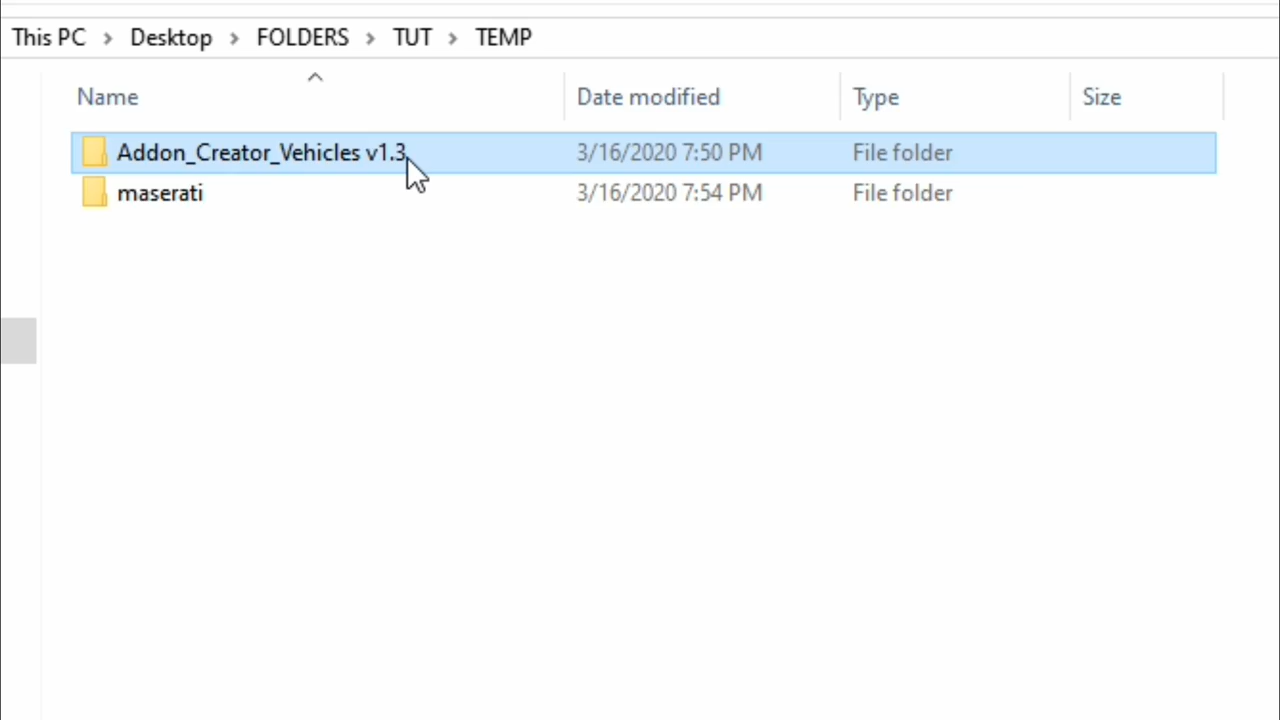 This PC > Desktop > FOLDERS > TUT > TEMP
Name Date modified Type Size
Addon_Creator_Vehicles v1.3 3/16/2020 7:50 PM File folder
maserati 3/16/2020 7:54 PM File folder